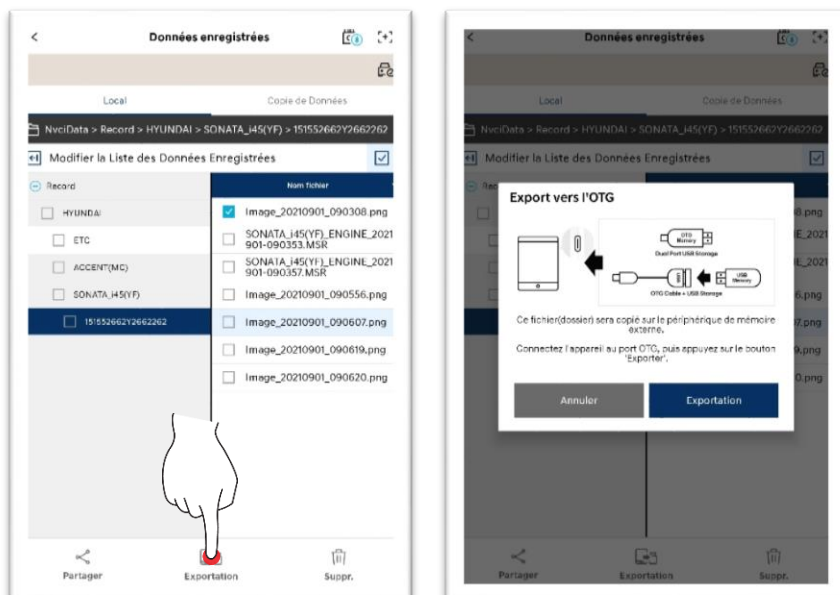 Données enregistrées
Local
Copie de Données
NvciData > Record > HYUNDAI > SONATA_i45(YF) > 151552662Y2662262
Modifier la Liste des Données Enregistrées
Record
Nom fichier
HYUNDAI
Image_20210901_090308.png
ETC
SONATA_i45(YF)_ENGINE_2021
901-090353.MSR
ACCENT(MC)
SONATA_i45(YF)_ENGINE_2021
901-090357.MSR
SONATA_i45(YF)
Image_20210901_090556.png
151552662Y2662262
Image_20210901_090607.png
Image_20210901_090619.png
Image_20210901_090620.png
Partager
Exportation
Suppr.
Données enregistrées
Local
Copie de Données
NvciData > Record > HYUNDAI > SONATA_i45(YF) > 151552662Y2662262
Modifier la Liste des Données Enregistrées
Export vers l'OTG
OTG
Memory
Dual Port USB Storage
USB
Memory
OTG Cable + USB Storage
Ce fichier(dossier) sera copié sur le périphérique de mémoire
externe.
Connectez l'appareil au port OTG, puis appuyez sur le bouton
'Exporter'.
Annuler
Exportation
Partager
Exportation
Suppr.